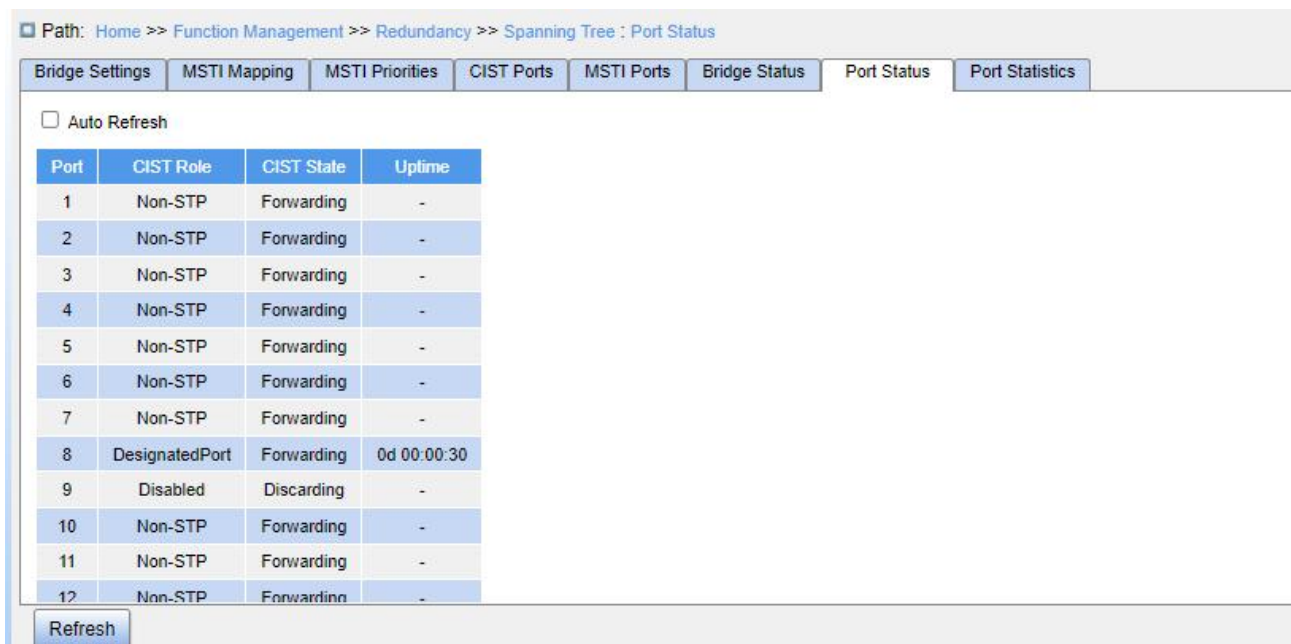 Path: Home >> Function Management >> Redundancy >> Spanning Tree : Port Status
Bridge Settings MSTI Mapping MSTI Priorities CIST Ports MSTI Ports Bridge Status Port Status Port Statistics
Auto Refresh
Port CIST Role CIST State Uptime
1 Non-STP Forwarding -
2 Non-STP Forwarding -
3 Non-STP Forwarding -
4 Non-STP Forwarding -
5 Non-STP Forwarding -
6 Non-STP Forwarding -
7 Non-STP Forwarding -
8 DesignatedPort Forwarding 0d 00:00:30
9 Disabled Discarding -
10 Non-STP Forwarding -
11 Non-STP Forwarding -
12 Non-STP Forwarding -
Refresh